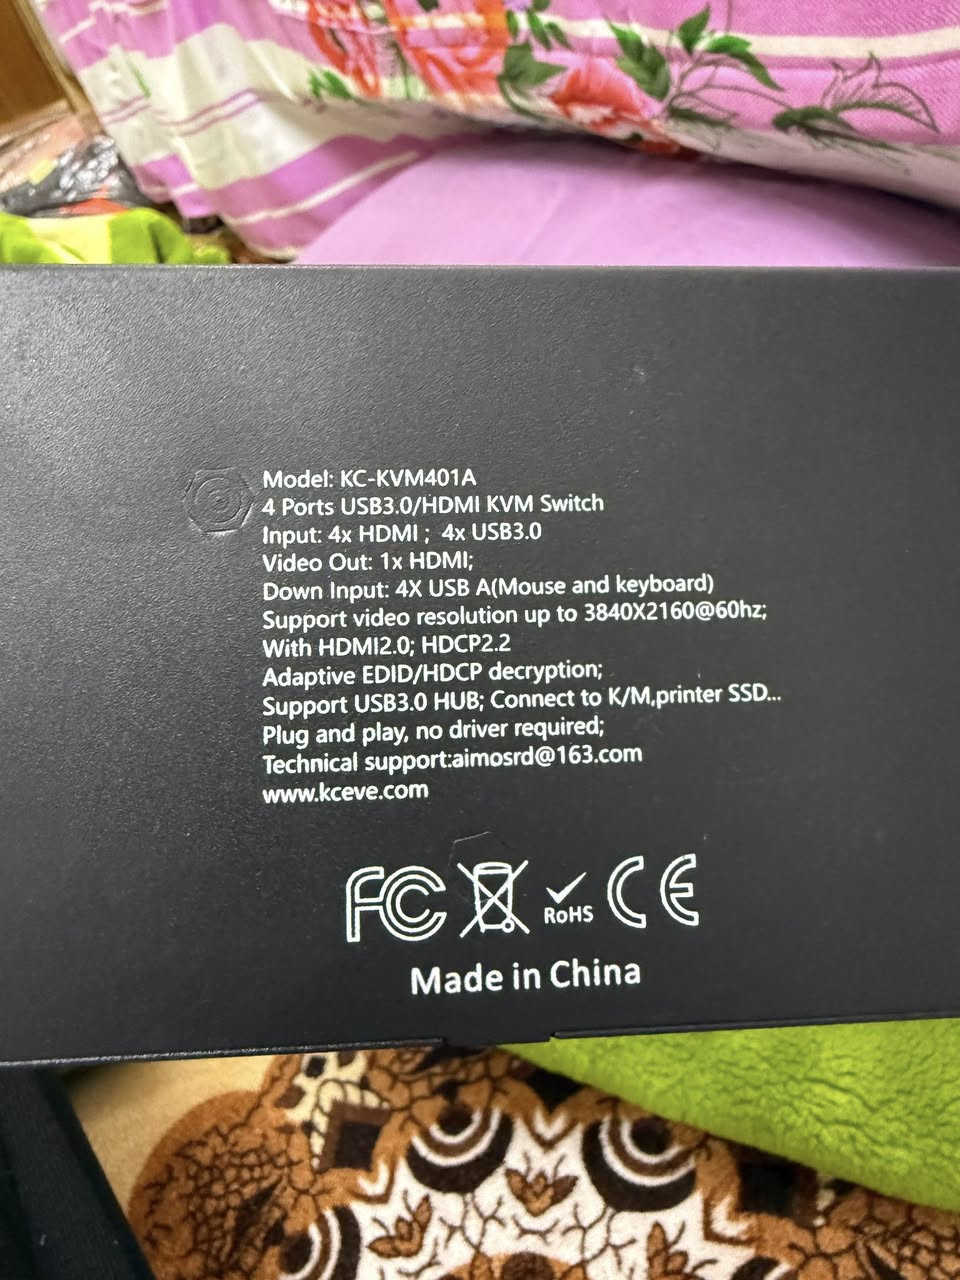 Model: KC-KVM401A
4 Ports USB3.0/HDMI KVM Switch
Input: 4x HDMI ; 4x USB3.0
Video Out: 1x HDMI;
Down Input: 4X USB A(Mouse and keyboard)
Support video resolution up to 3840X2160@60hz;
With HDMI2.0; HDCP2.2
Adaptive EDID/HDCP decryption;
Support USB3.0 HUB; Connect to K/M,printer SSD...
Plug and play, no driver required;
Technical support:aimosrd@163.com
www.kceve.com
FC RoHS CE
Made in China